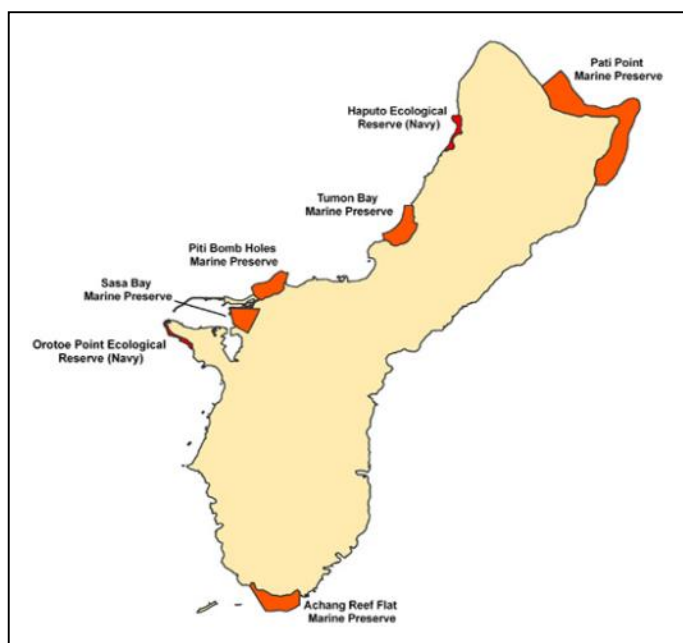 Pati Point
Marine Preserve
Haputo Ecological
Reserve (Navy)
Tumon Bay
Marine Preserve
Piti Bomb Holes
Marine Preserve
Sasa Bay
Marine Preserve
Orotoe Point Ecological
Reserve (Navy)
Achang Reef Flat
Marine Preserve